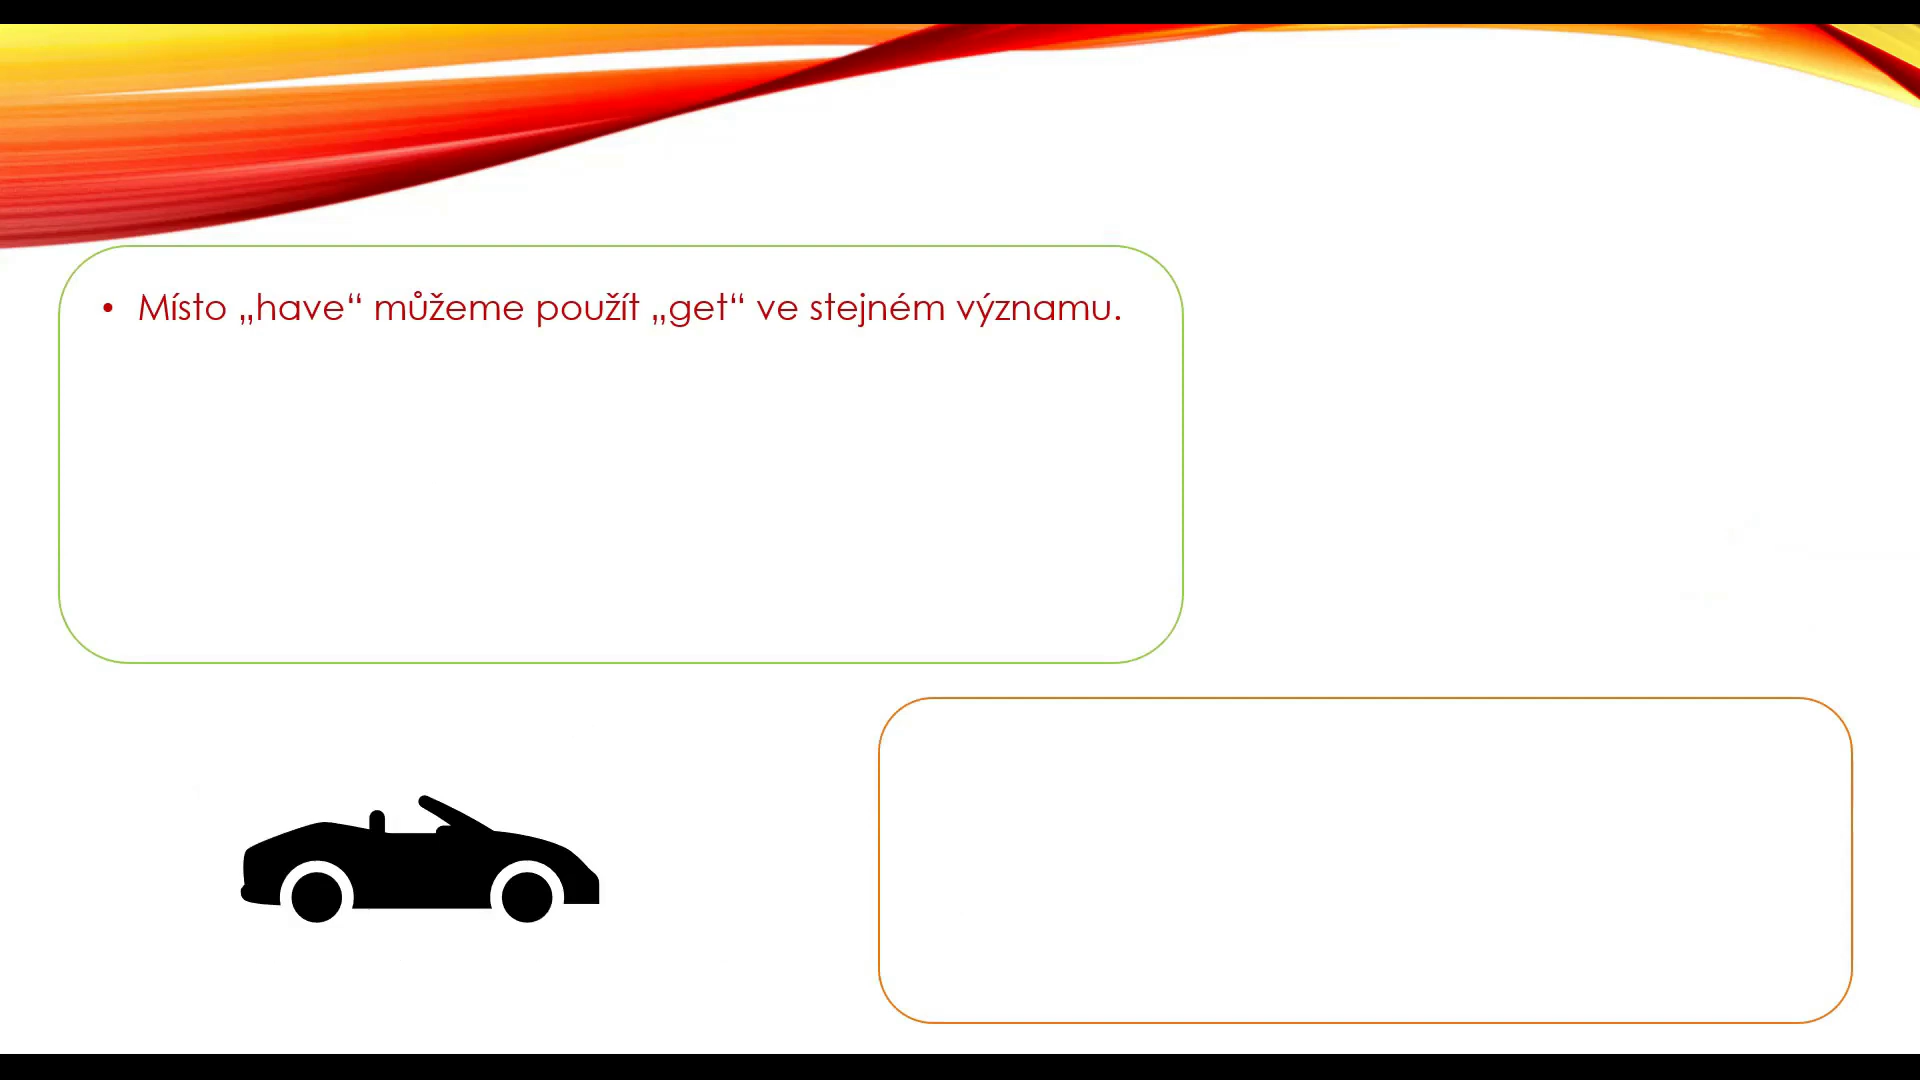 • Místo „have“ můžeme použít „get“ ve stejném významu.